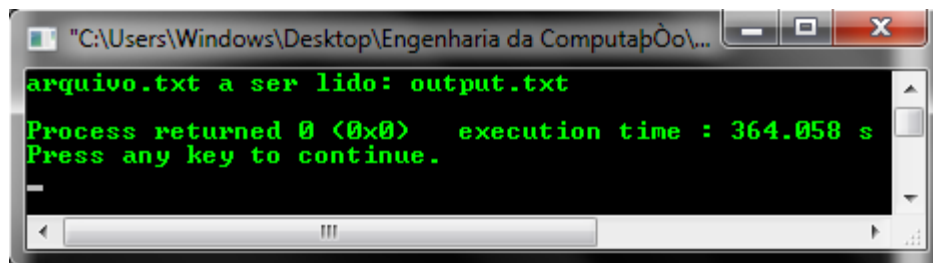 "C:\Users\Windows\Desktop\Engenharia da ComputaþÒo\...
arquivo.txt a ser lido: output.txt
Process returned 0 (0x0)   execution time : 364.058 s
Press any key to continue.